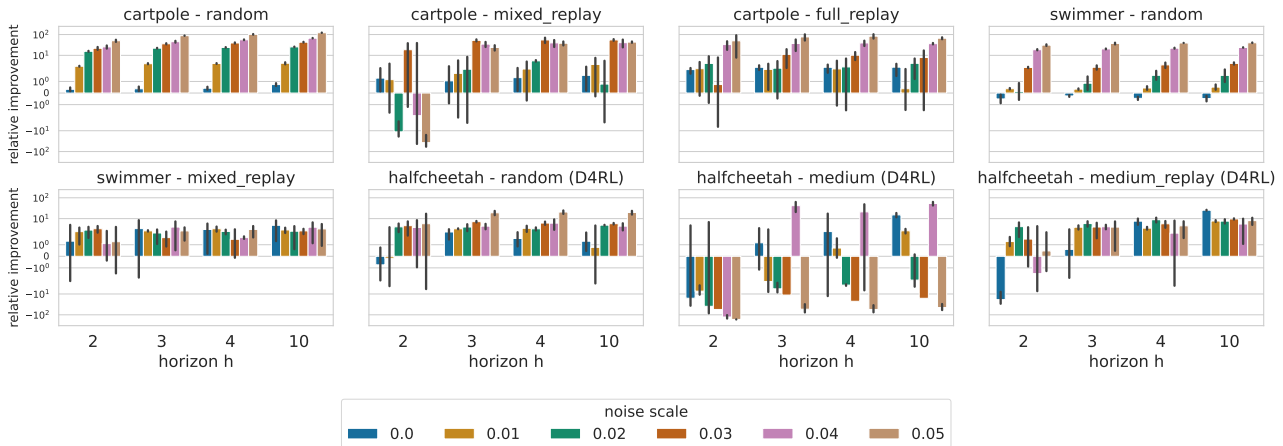 cartpole - random
cartpole - mixed_replay
cartpole - full_replay
swimmer - random
relative improvement
10²
10¹
10⁰
0
−10⁰
−10¹
−10²
swimmer - mixed_replay
halfcheetah - random (D4RL)
halfcheetah - medium (D4RL)
halfcheetah - medium_replay (D4RL)
relative improvement
10²
10¹
10⁰
0
−10⁰
−10¹
−10²
2 3 4 10
2 3 4 10
2 3 4 10
2 3 4 10
horizon h
horizon h
horizon h
horizon h
noise scale
0.0 0.01 0.02 0.03 0.04 0.05